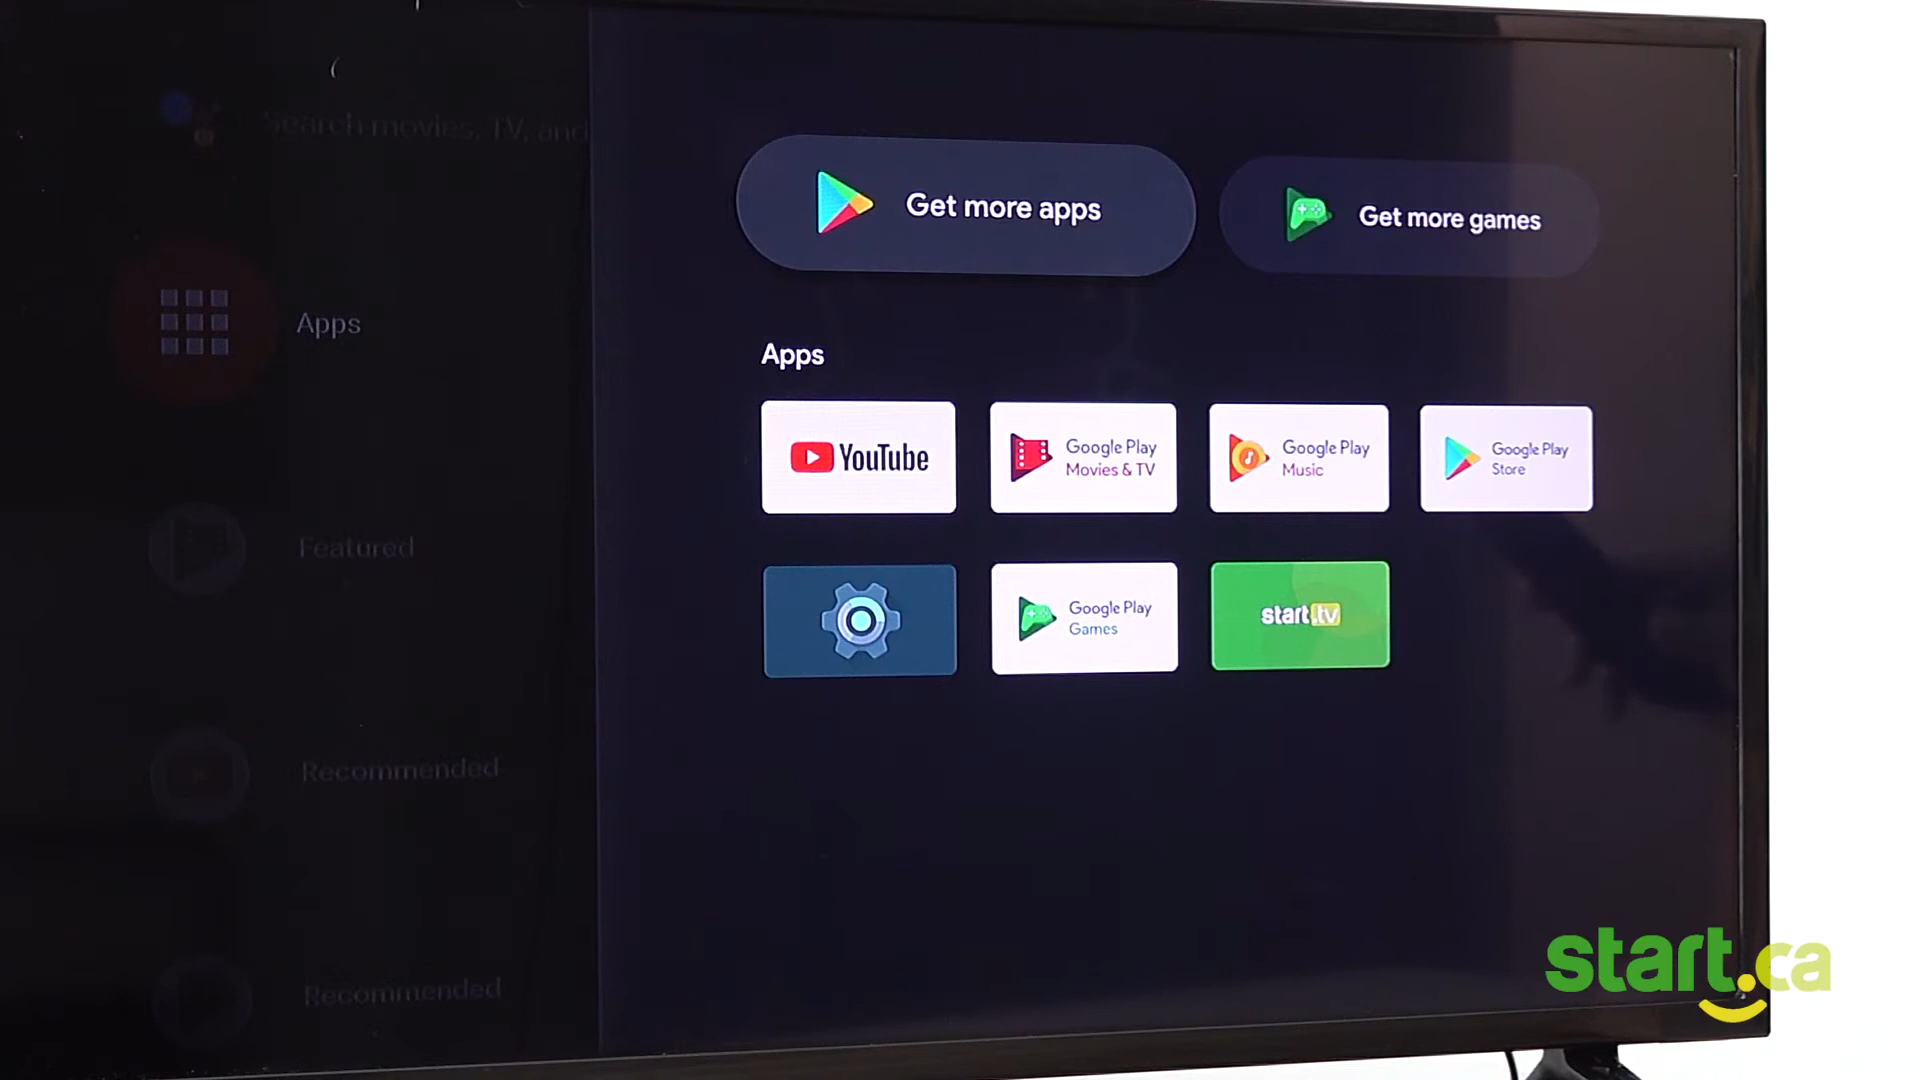 Search movies, TV, and
Apps
Featured
Recommended
Recommended
Get more apps
Get more games
Apps
YouTube
Google Play
Movies & TV
Google Play
Music
Google Play
Store
Google Play
Games
start.tv
start.ca